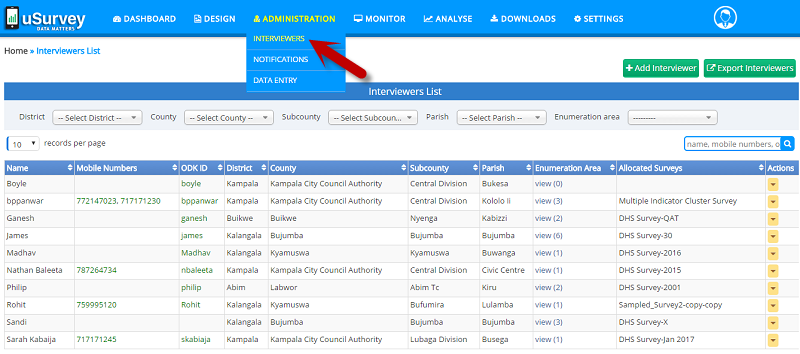 uSurvey
DATA MATTERS
DASHBOARD DESIGN ADMINISTRATION MONITOR ANALYSE DOWNLOADS SETTINGS
INTERVIEWERS
NOTIFICATIONS
DATA ENTRY
Home » Interviewers List
+ Add Interviewer Export Interviewers
Interviewers List
District -- Select District -- County -- Select County -- Subcounty -- Select Subcoun... Parish -- Select Parish -- Enumeration area ---------
10 records per page name, mobile numbers, o
Name Mobile Numbers ODK ID District County Subcounty Parish Enumeration Area Allocated Surveys Actions
Boyle boyle Kampala Kampala City Council Authority Central Division Bukesa view (0)
bppanwar 772147023, 717171230 bppanwar Kampala Kampala City Council Authority Central Division Kololo Ii view (3) Multiple Indicator Cluster Survey
Ganesh ganesh Buikwe Buikwe Nyenga Kabizzi view (2) DHS Survey-QAT
James james Kalangala Bujumba Bujumba Bujumba view (6) DHS Survey-30
Madhav Madhav Kalangala Kyamuswa Kyamuswa Buwanga view (1) DHS Survey-2016
Nathan Baleeta 787264734 nbaleeta Kampala Kampala City Council Authority Central Division Civic Centre view (1) DHS Survey-2015
Philip philip Abim Labwor Abim Tc Kiru view (2) DHS Survey-2001
Rohit 759995120 Rohit Kalangala Kyamuswa Bufumira Lulamba view (1) Sampled_Survey2-copy-copy
Sandi Kalangala Bujumba Bujumba Bujumba view (3) DHS Survey-X
Sarah Kabaija 717171245 skabiaja Kampala Kampala City Council Authority Lubaga Division Busega view (1) DHS Survey-Jan 2017